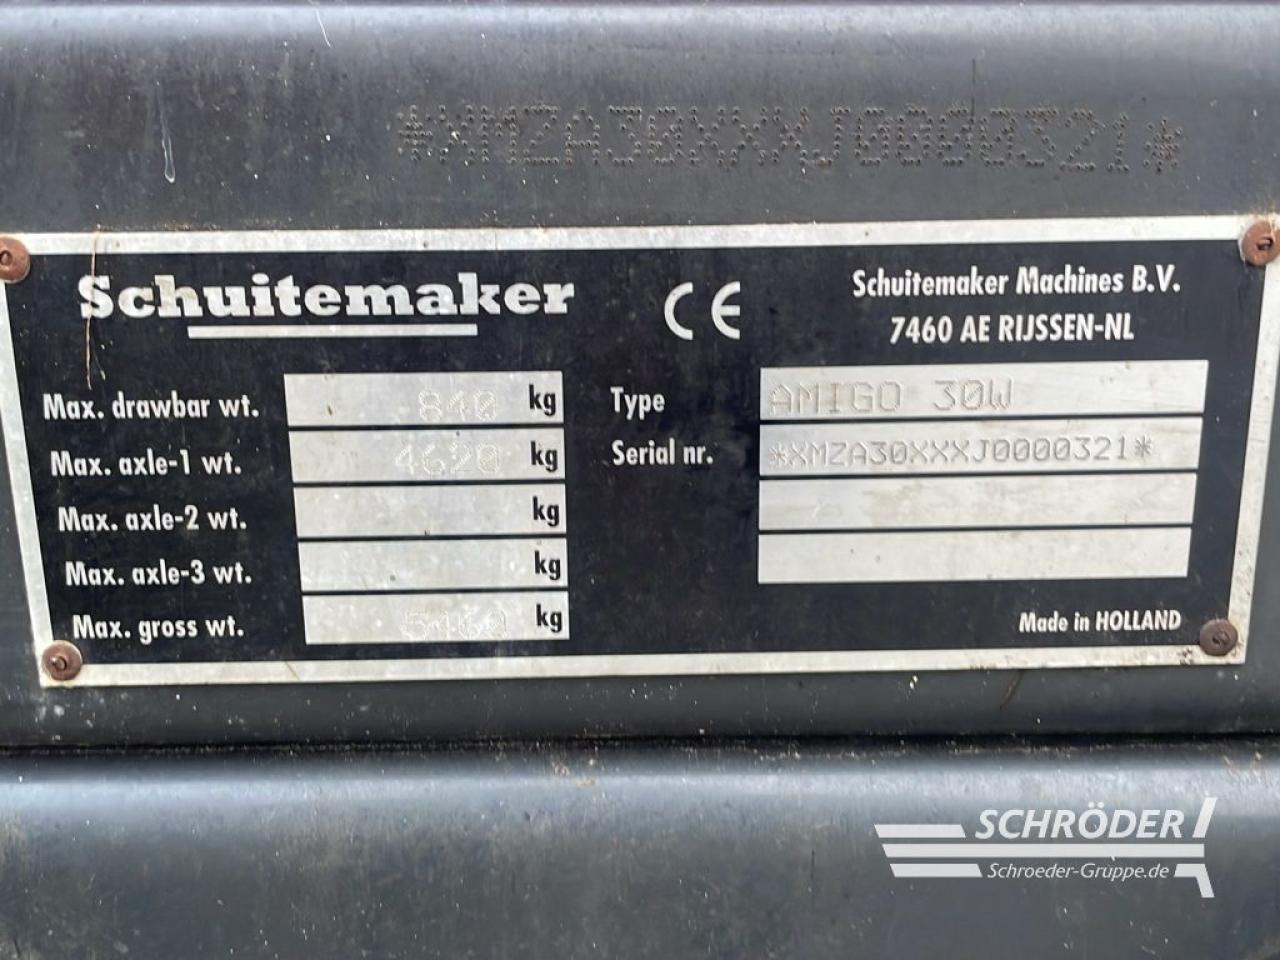 *XMZA30XXXJ0000321*
Schuitemaker
CE
Schuitemaker Machines B.V.
7460 AE RIJSSEN-NL
Max. drawbar wt. 840 kg
Max. axle-1 wt. 4620 kg
Max. axle-2 wt. kg
Max. axle-3 wt. kg
Max. gross wt. 5460 kg
Type AMIGO 30W
Serial nr. *XMZA30XXXJ0000321*
Made in HOLLAND
SCHRÖDER
Schroeder-Gruppe.de